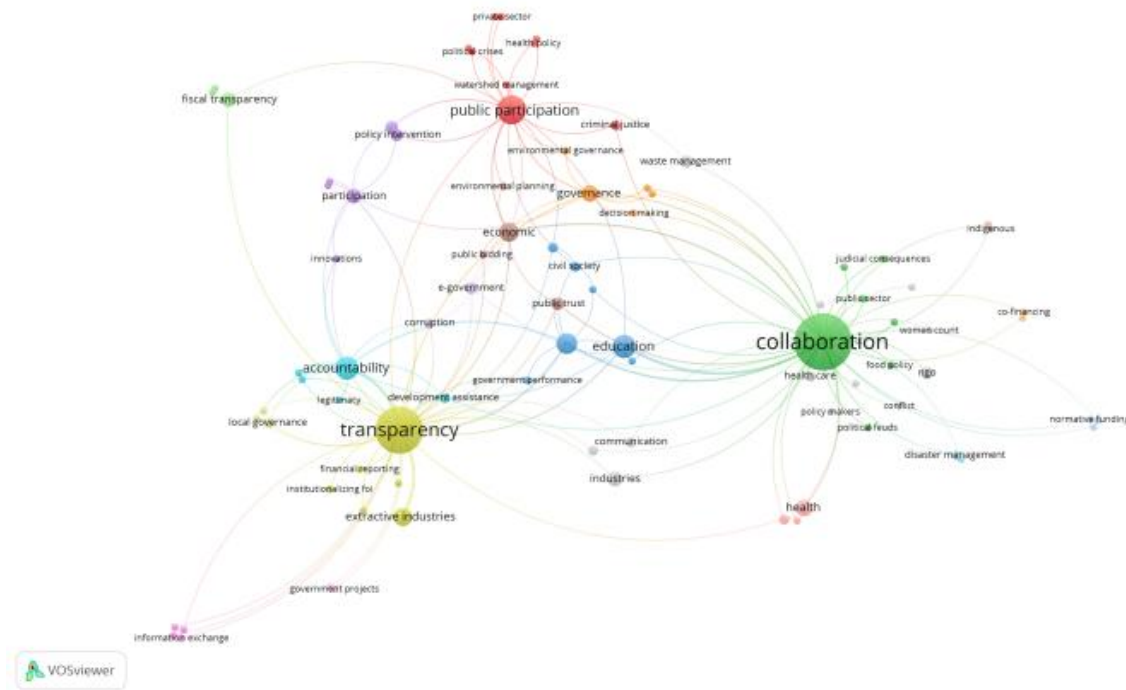 private sector
political crises
health policy
watershed management
fiscal transparency
public participation
criminal justice
policy intervention
environmental governance
waste management
environmental planning
participation
governance
decision making
economic
indigenous
public bidding
innovations
civil society
judicial consequences
e-government
public sector
public trust
co-financing
corruption
women count
collaboration
education
accountability
food policy
health care
ngo
government performance
legitimacy
development assistance
conflict
policy makers
local governance
normative funding
transparency
political feuds
communication
disaster management
financial reporting
industries
institutionalizing foi
health
extractive industries
government projects
information exchange
VOSviewer